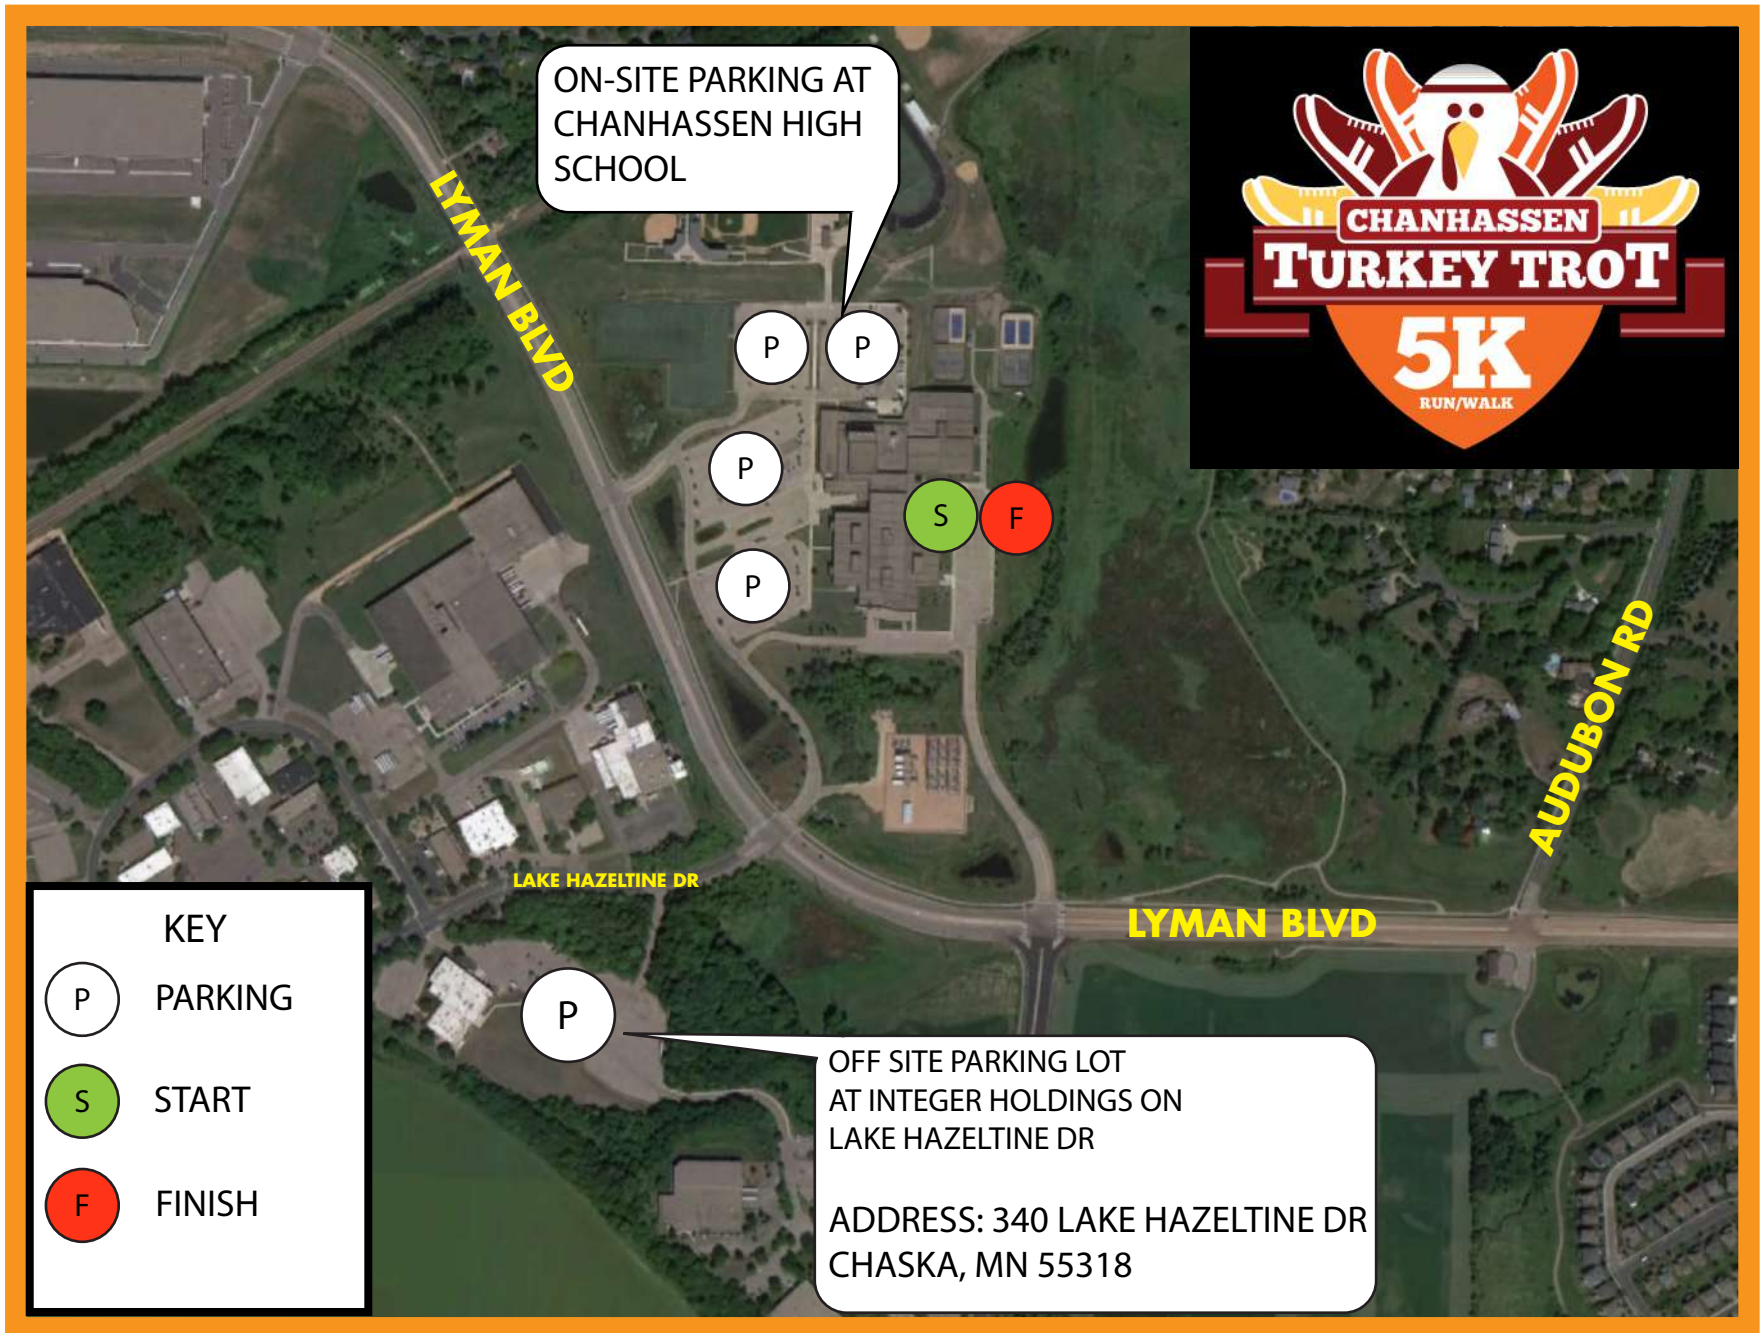 ON-SITE PARKING AT
CHANHASSEN HIGH
SCHOOL
CHANHASSEN
TURKEY TROT
5K
RUN/WALK
LYMAN BLVD
P
P
P
S
F
P
AUDUBON RD
LAKE HAZELTINE DR
LYMAN BLVD
KEY
P PARKING
S START
F FINISH
P
OFF SITE PARKING LOT
AT INTEGER HOLDINGS ON
LAKE HAZELTINE DR
ADDRESS: 340 LAKE HAZELTINE DR
CHASKA, MN 55318